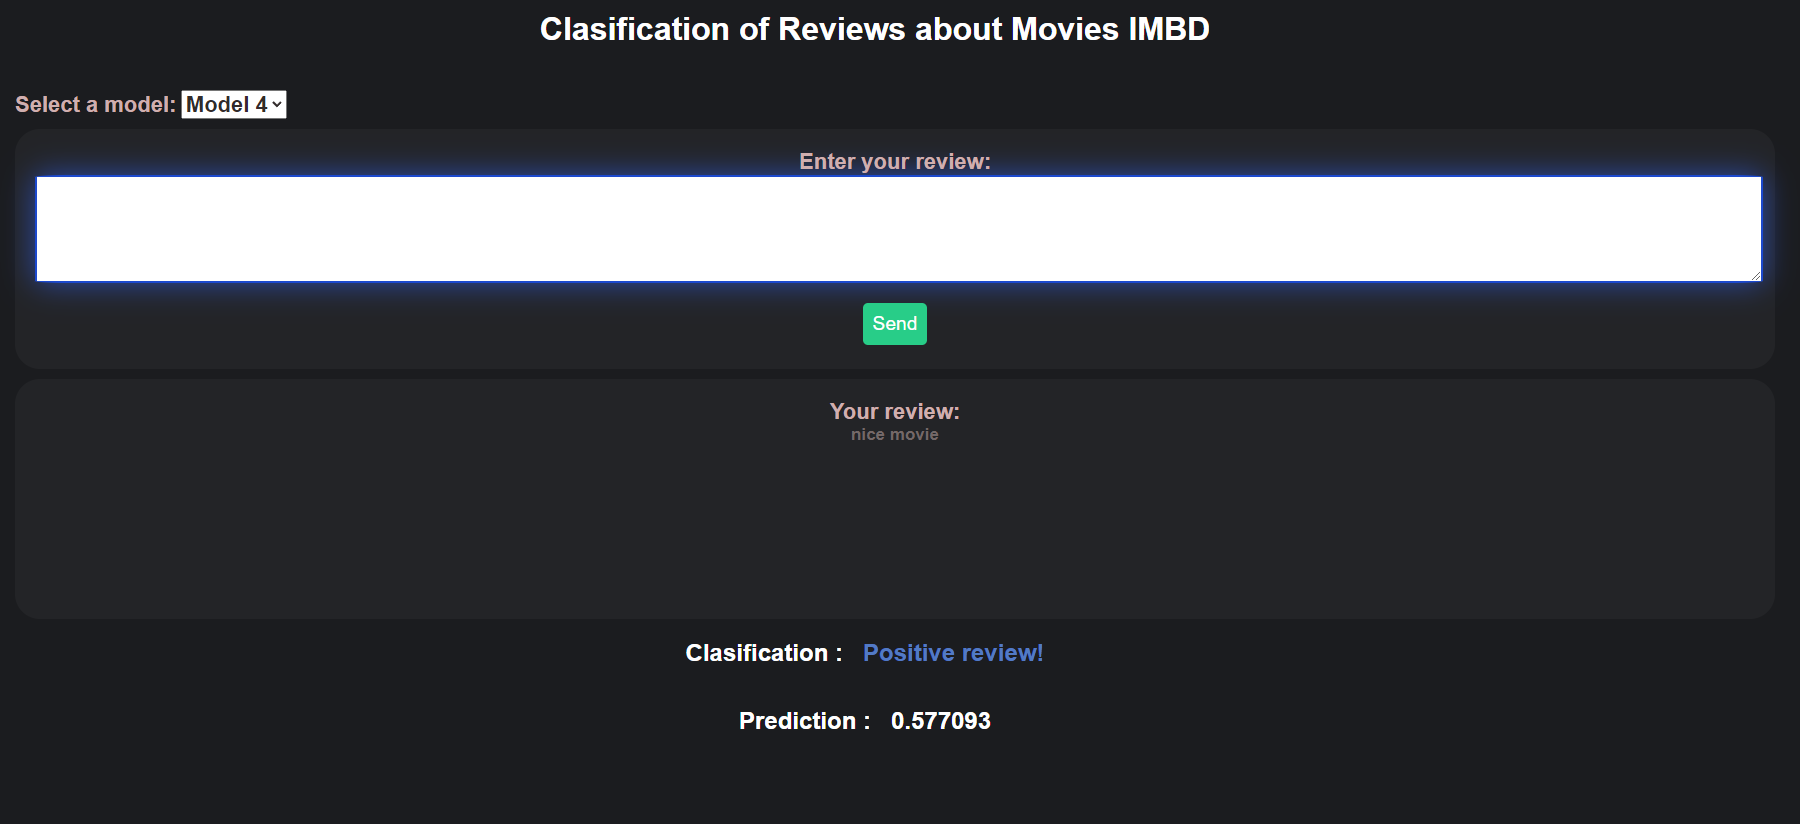 Clasification of Reviews about Movies IMBD
Select a model: Model 4
Enter your review:
Send
Your review:
nice movie
Clasification : Positive review!
Prediction : 0.577093